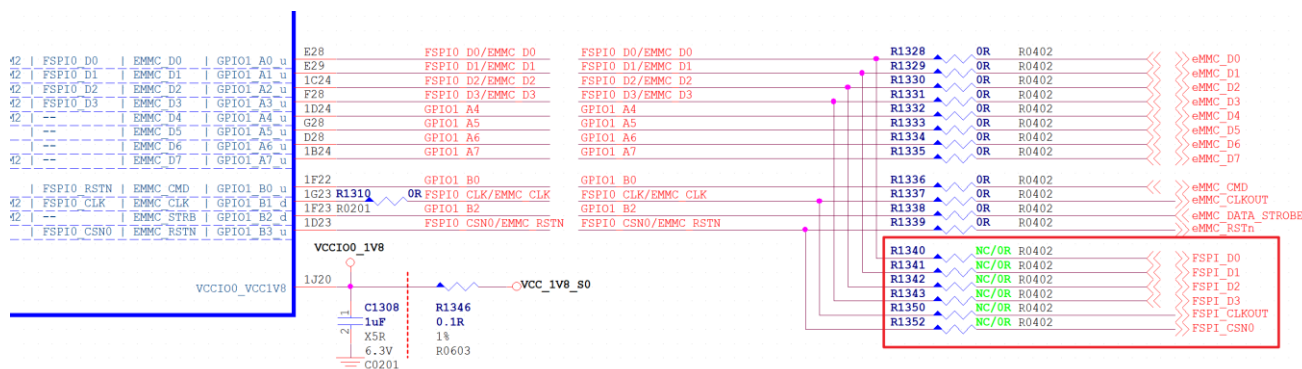 M2 | FSPI0_D0 | EMMC_D0 | GPIO1_A0_u E28 FSPI0 D0/EMMC D0 FSPI0 D0/EMMC D0 R1328 0R R0402 eMMC_D0
M2 | FSPI0_D1 | EMMC_D1 | GPIO1_A1_u E29 FSPI0 D1/EMMC D1 FSPI0 D1/EMMC D1 R1329 0R R0402 eMMC_D1
M2 | FSPI0_D2 | EMMC_D2 | GPIO1_A2_u 1C24 FSPI0 D2/EMMC D2 FSPI0 D2/EMMC D2 R1330 0R R0402 eMMC_D2
M2 | FSPI0_D3 | EMMC_D3 | GPIO1_A3_u F28 FSPI0 D3/EMMC D3 FSPI0 D3/EMMC D3 R1331 0R R0402 eMMC_D3
M2 | -- | EMMC_D4 | GPIO1_A4_u 1D24 GPIO1 A4 GPIO1 A4 R1332 0R R0402 eMMC_D4
-- | EMMC_D5 | GPIO1_A5_u G28 GPIO1 A5 GPIO1 A5 R1333 0R R0402 eMMC_D5
-- | EMMC_D6 | GPIO1_A6_u D28 GPIO1 A6 GPIO1 A6 R1334 0R R0402 eMMC_D6
M2 | -- | EMMC_D7 | GPIO1_A7_u 1B24 GPIO1 A7 GPIO1 A7 R1335 0R R0402 eMMC_D7
| FSPI0_RSTN | EMMC_CMD | GPIO1_B0_u 1F22 GPIO1 B0 GPIO1 B0 R1336 0R R0402 eMMC_CMD
M2 | FSPI0_CLK | EMMC_CLK | GPIO1_B1_d 1G23 R1310 0R R0201 FSPI0 CLK/EMMC CLK FSPI0 CLK/EMMC CLK R1337 0R R0402 eMMC_CLKOUT
M2 | -- | EMMC_STRB | GPIO1_B2_d 1F23 GPIO1 B2 GPIO1 B2 R1338 0R R0402 eMMC_DATA_STROBE
| FSPI0_CSN0 | EMMC_RSTN | GPIO1_B3_u 1D23 FSPI0 CSN0/EMMC RSTN FSPI0 CSN0/EMMC RSTN R1339 0R R0402 eMMC_RSTn
VCCIO0_1V8
R1340 NC/0R R0402 FSPI_D0
R1341 NC/0R R0402 FSPI_D1
R1342 NC/0R R0402 FSPI_D2
R1343 NC/0R R0402 FSPI_D3
R1350 NC/0R R0402 FSPI_CLKOUT
R1352 NC/0R R0402 FSPI_CSN0
VCCIO0_VCC1V8 1J20 VCC_1V8_S0
C1308 R1346
1uF 0.1R
1 2
X5R 1%
6.3V R0603
C0201